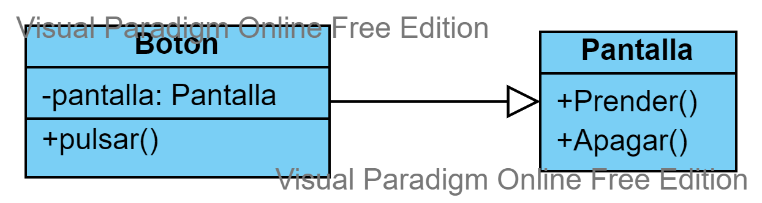 Visual Paradigm Online Free Edition
Boton
-pantalla: Pantalla
+pulsar()
Pantalla
+Prender()
+Apagar()
Visual Paradigm Online Free Edition